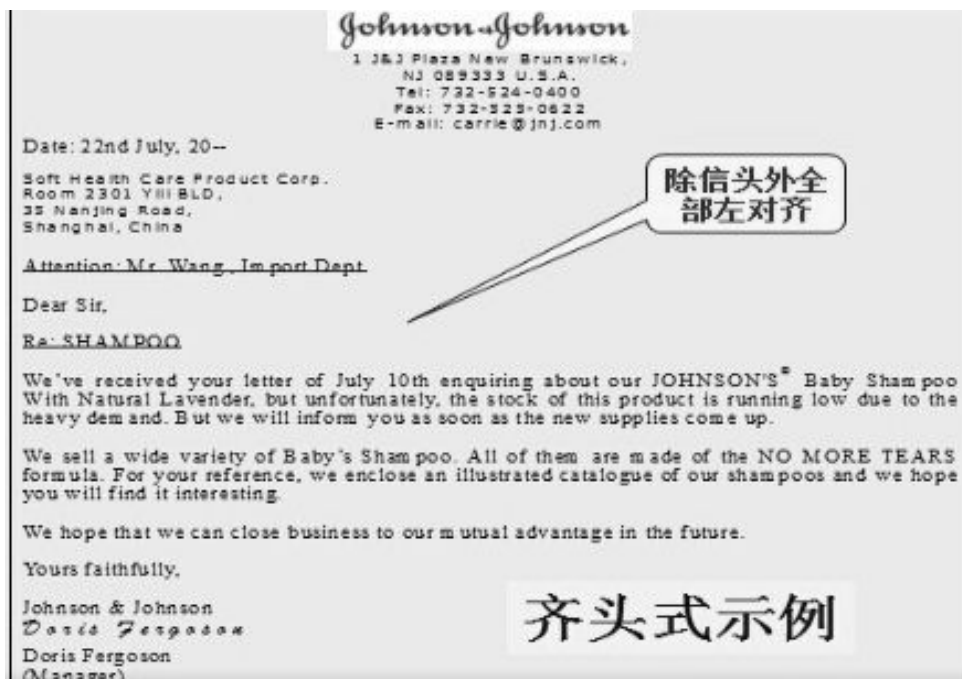 Johnson & Johnson
1 J&J Plaza New Brunswick,
NJ 089333 U.S.A.
Tel: 732-524-0400
Fax: 732-525-0622
E-mail: carrie@jnj.com
Date: 22nd July, 20--
Soft Health Care Product Corp.
Room 2301 Yili BLD,
35 Nanjing Road,
Shanghai, China
除信头外全
部左对齐
Attention: Mr. Wang, Import Dept.
Dear Sir,
Re: SHAMPOO
We've received your letter of July 10th enquiring about our JOHNSON'S® Baby Shampoo
With Natural Lavender, but unfortunately, the stock of this product is running low due to the
heavy demand. But we will inform you as soon as the new supplies come up.
We sell a wide variety of Baby's Shampoo. All of them are made of the NO MORE TEARS
formula. For your reference, we enclose an illustrated catalogue of our shampoos and we hope
you will find it interesting.
We hope that we can close business to our mutual advantage in the future.
Yours faithfully,
Johnson & Johnson
Doris Fergoson
Doris Fergoson
(Manager)
齐头式示例